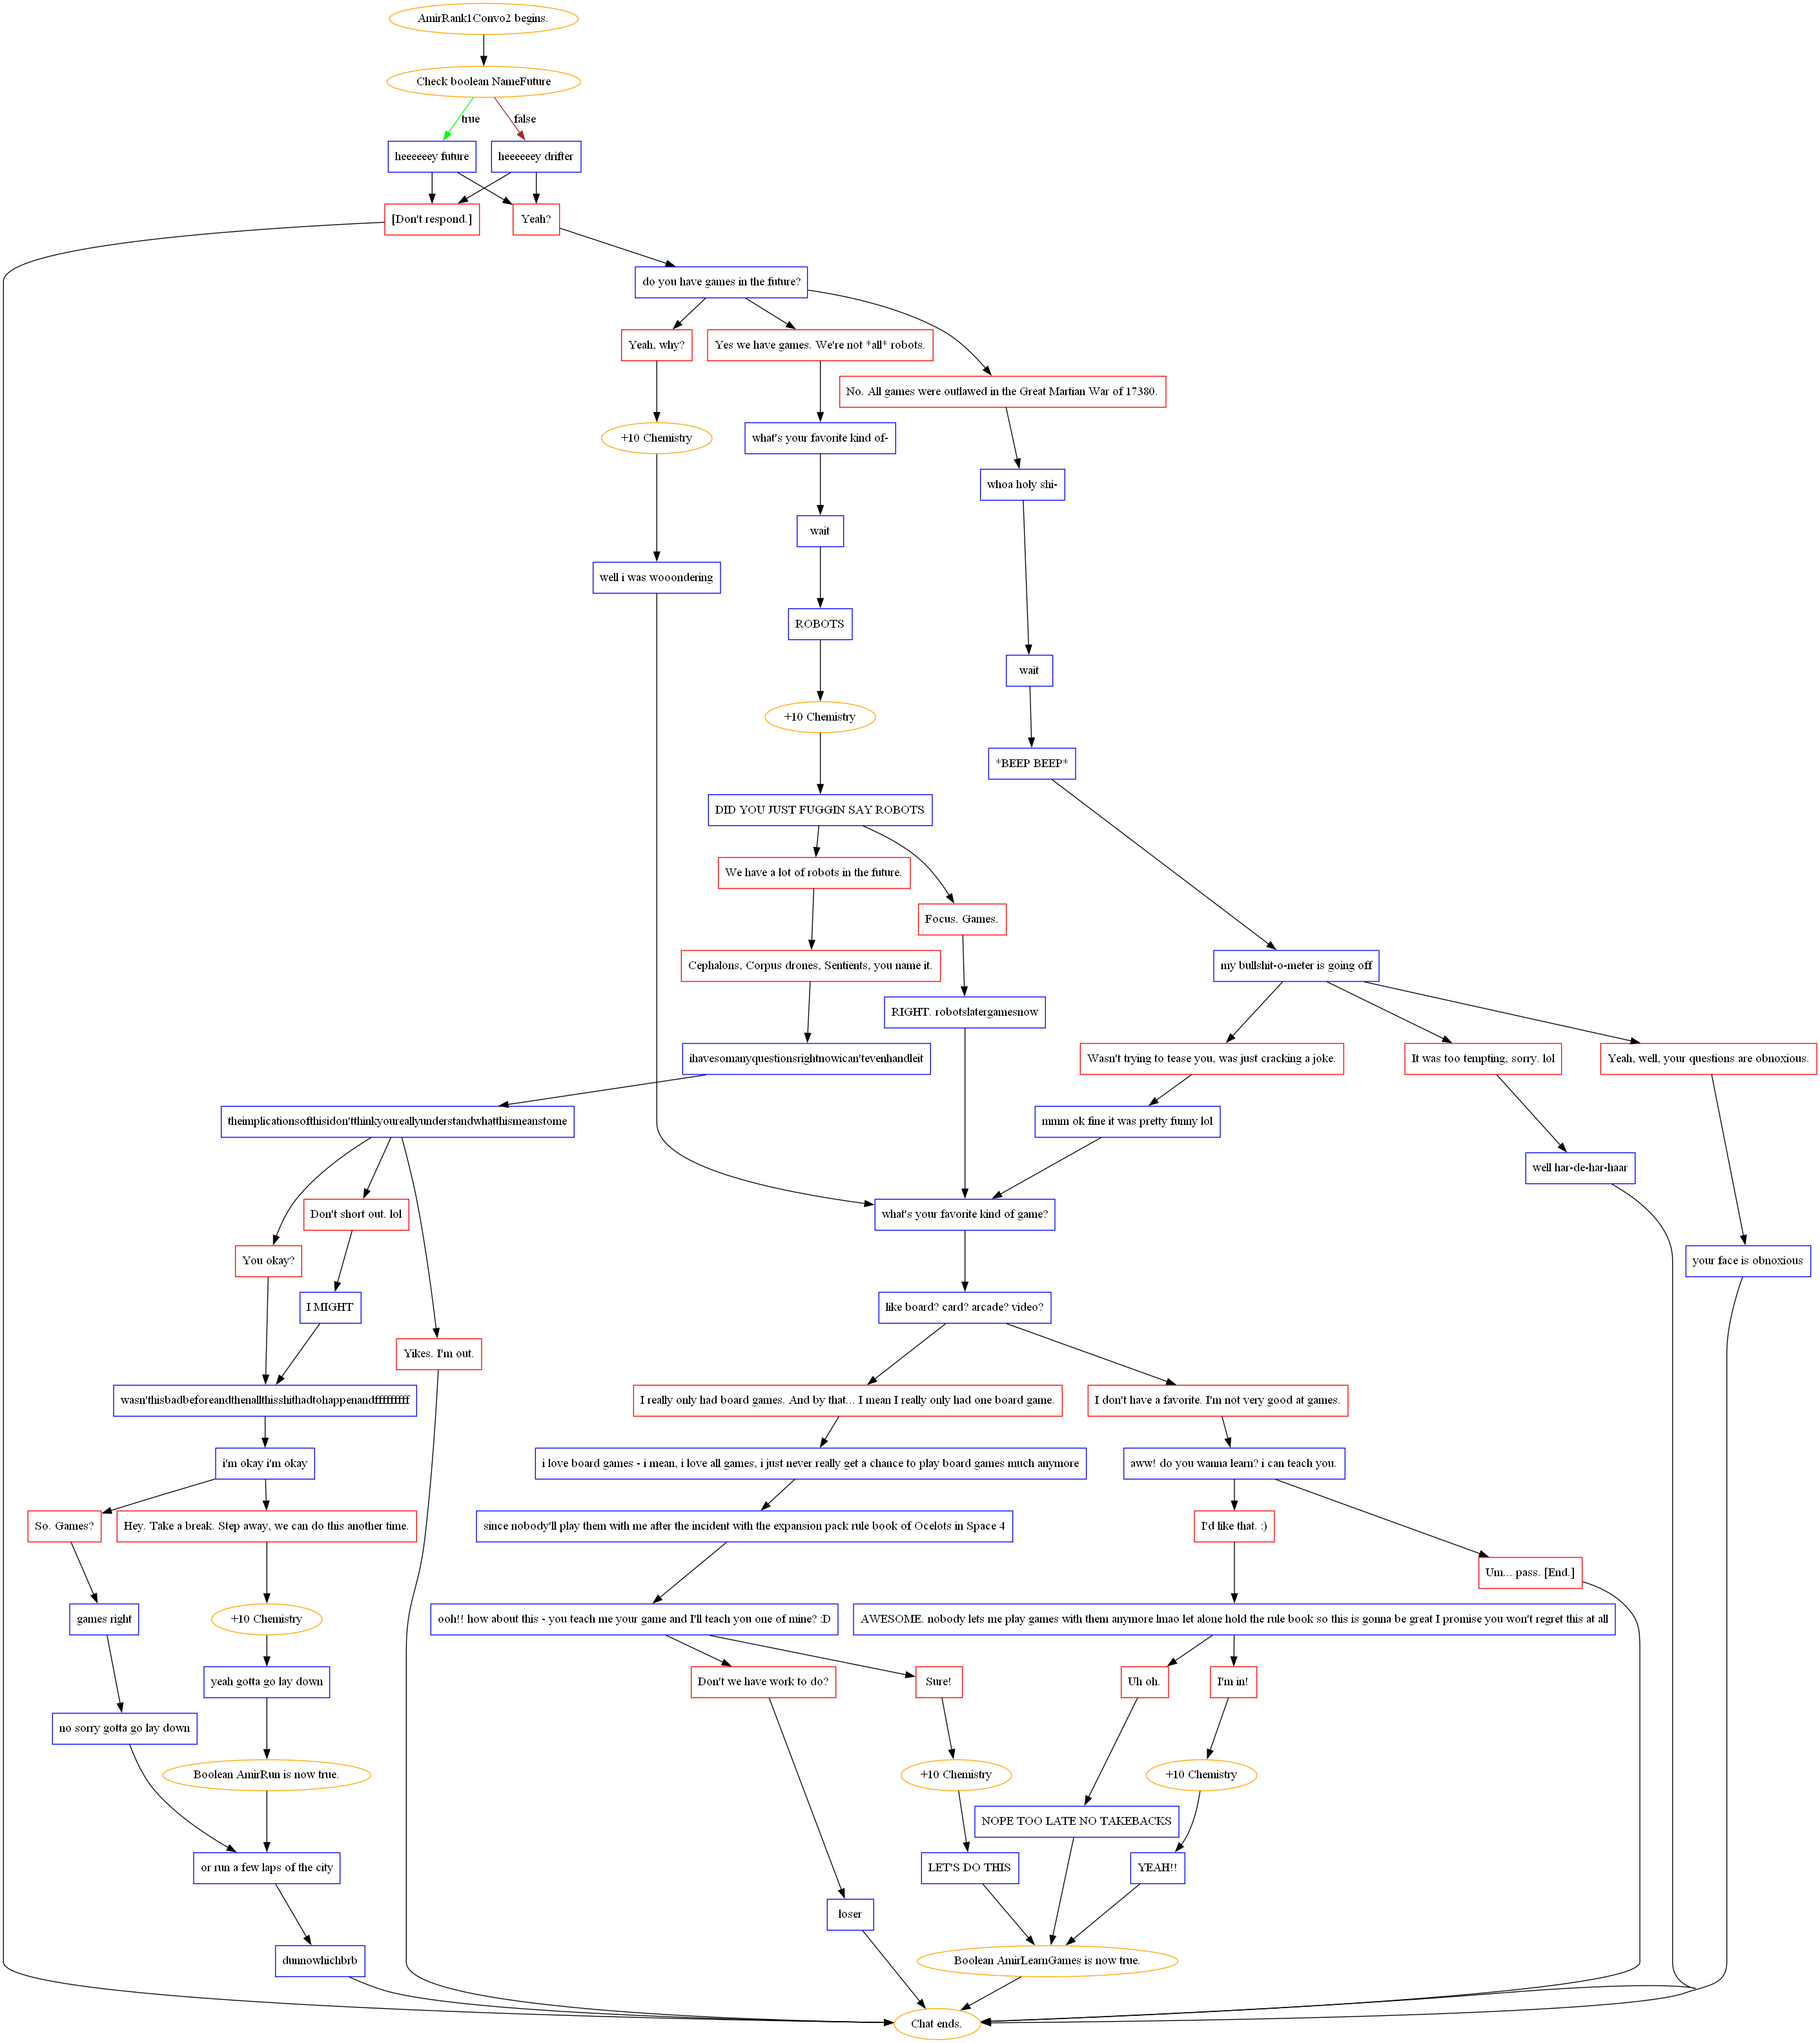 AmirRank1Convo2 begins.
Check boolean NameFuture
true
false
heeeeeey future
heeeeeey drifter
[Don't respond.]
Yeah?
do you have games in the future?
Yeah, why?
Yes we have games. We're not *all* robots.
No. All games were outlawed in the Great Martian War of 17380.
+10 Chemistry
what's your favorite kind of-
whoa holy shi-
wait
well i was wooondering
ROBOTS
wait
+10 Chemistry
*BEEP BEEP*
DID YOU JUST FUGGIN SAY ROBOTS
We have a lot of robots in the future.
Focus. Games.
Cephalons, Corpus drones, Sentients, you name it.
my bullshit-o-meter is going off
RIGHT. robotslatergamesnow
ihavesomanyquestionsrightnowican'tevenhandleit
Wasn't trying to tease you, was just cracking a joke.
It was too tempting, sorry. lol
Yeah, well, your questions are obnoxious.
theimplicationsofthisidon'tthinkyoureallyunderstandwhatthismeanstome
mmm ok fine it was pretty funny lol
well har-de-har-haar
Don't short out. lol
what's your favorite kind of game?
You okay?
your face is obnoxious
I MIGHT
like board? card? arcade? video?
Yikes. I'm out.
wasn'thisbadbeforeandthenallthisshithadtohappenandffffffffff
I really only had board games. And by that... I mean I really only had one board game.
I don't have a favorite. I'm not very good at games.
i'm okay i'm okay
i love board games - i mean, i love all games, i just never really get a chance to play board games much anymore
aww! do you wanna learn? i can teach you.
So. Games?
Hey. Take a break. Step away, we can do this another time.
since nobody'll play them with me after the incident with the expansion pack rule book of Ocelots in Space 4
I'd like that. :)
Um... pass. [End.]
games right
+10 Chemistry
ooh!! how about this - you teach me your game and I'll teach you one of mine? :D
AWESOME. nobody lets me play games with them anymore lmao let alone hold the rule book so this is gonna be great I promise you won't regret this at all
yeah gotta go lay down
Don't we have work to do?
Sure!
Uh oh.
I'm in!
no sorry gotta go lay down
Boolean AmirRun is now true.
+10 Chemistry
+10 Chemistry
NOPE TOO LATE NO TAKEBACKS
or run a few laps of the city
LET'S DO THIS
YEAH!!
loser
dunnowhichbrb
Boolean AmirLearnGames is now true.
Chat ends.